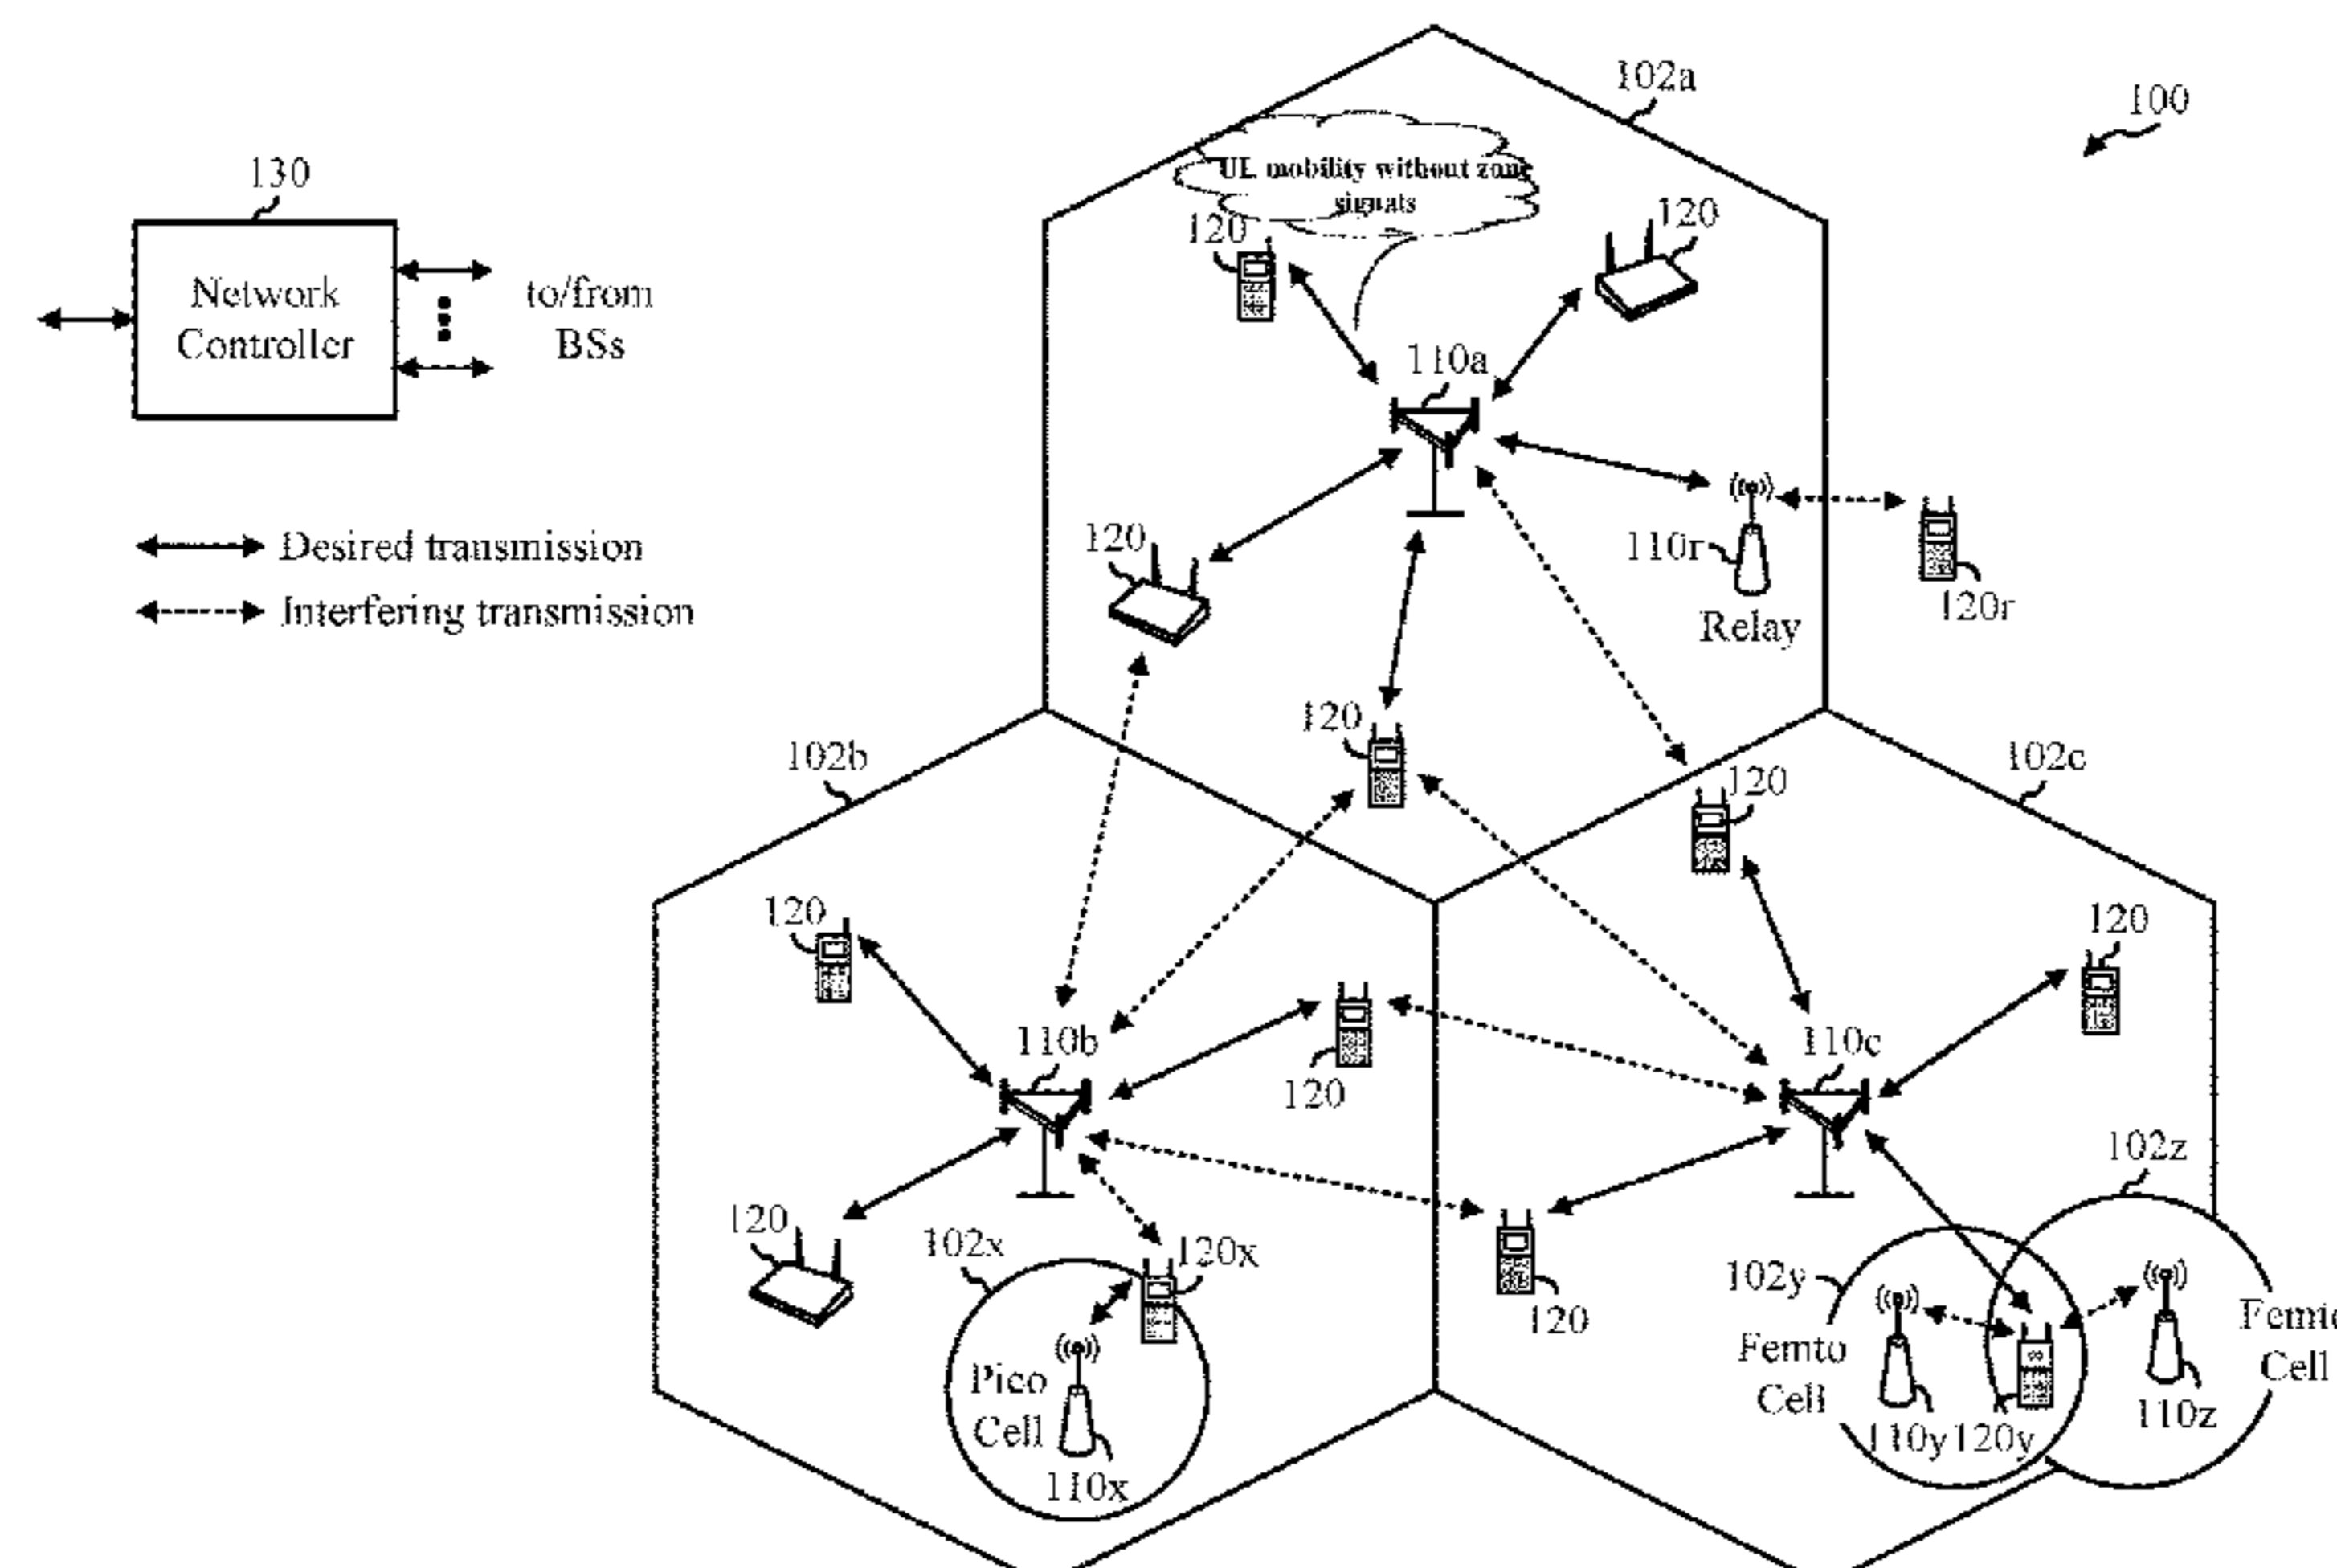 102a
100
130
UL mobility without zone
signals
120
120
Network
Controller
to/from
BSs
110a
Desired transmission
120
110r
120r
Interfering transmission
Relay
120
102b
102c
120
120
120
110b
110c
120
102z
120
102x
120x
102y
120
Femto
Cell
Pico
Cell
Femto
Cell
110z
110y
120y
110x